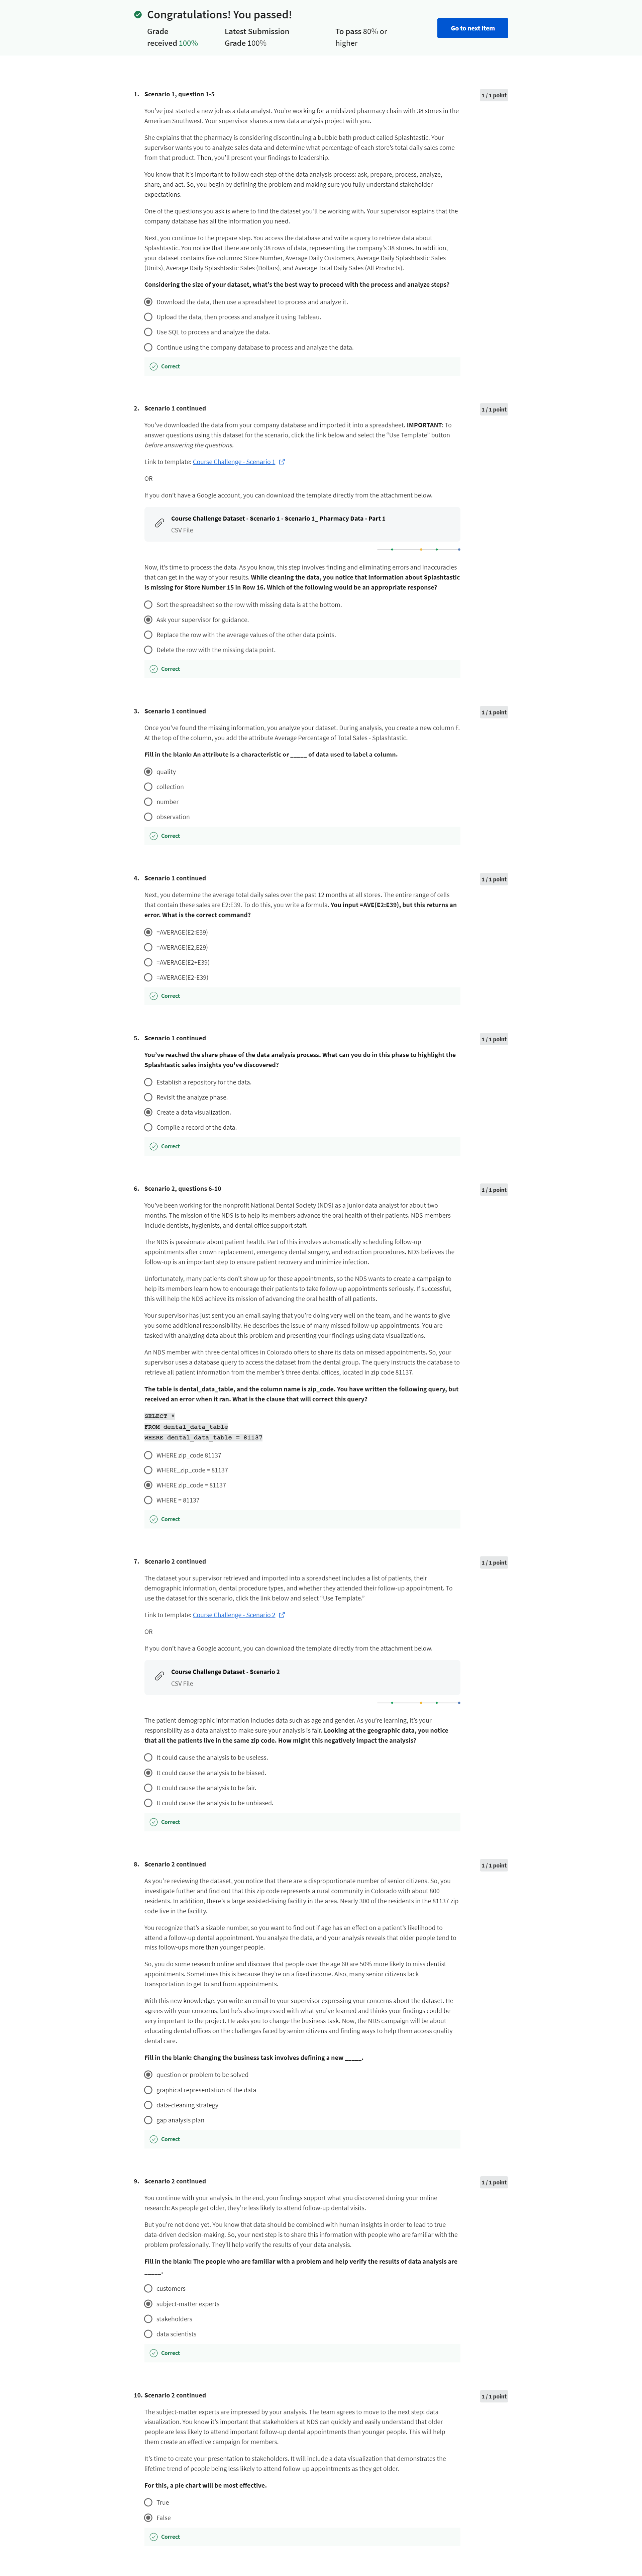 Congratulations! You passed!
Grade
received 100%
Latest Submission
Grade 100%
To pass 80% or
higher
Go to next item
1. Scenario 1, question 1-5
1 / 1 point
You've just started a new job as a data analyst. You're working for a midsized pharmacy chain with 38 stores in the
American Southwest. Your supervisor shares a new data analysis project with you.
She explains that the pharmacy is considering discontinuing a bubble bath product called Splashtastic. Your
supervisor wants you to analyze sales data and determine what percentage of each store's total daily sales come
from that product. Then, you'll present your findings to leadership.
You know that it's important to follow each step of the data analysis process: ask, prepare, process, analyze,
share, and act. So, you begin by defining the problem and making sure you fully understand stakeholder
expectations.
One of the questions you ask is where to find the dataset you'll be working with. Your supervisor explains that the
company database has all the information you need.
Next, you continue to the prepare step. You access the database and write a query to retrieve data about
Splashtastic. You notice that there are only 38 rows of data, representing the company's 38 stores. In addition,
your dataset contains five columns: Store Number, Average Daily Customers, Average Daily Splashtastic Sales
(Units), Average Daily Splashtastic Sales (Dollars), and Average Total Daily Sales (All Products).
Considering the size of your dataset, what's the best way to proceed with the process and analyze steps?
Download the data, then use a spreadsheet to process and analyze it.
Upload the data, then process and analyze it using Tableau.
Use SQL to process and analyze the data.
Continue using the company database to process and analyze the data.
Correct
2. Scenario 1 continued
1 / 1 point
You've downloaded the data from your company database and imported it into a spreadsheet. IMPORTANT: To
answer questions using this dataset for the scenario, click the link below and select the "Use Template" button
before answering the questions.
Link to template: Course Challenge - Scenario 1
OR
If you don't have a Google account, you can download the template directly from the attachment below.
Course Challenge Dataset - Scenario 1 - Scenario 1_ Pharmacy Data - Part 1
CSV File
Now, it's time to process the data. As you know, this step involves finding and eliminating errors and inaccuracies
that can get in the way of your results. While cleaning the data, you notice that information about Splashtastic
is missing for Store Number 15 in Row 16. Which of the following would be an appropriate response?
Sort the spreadsheet so the row with missing data is at the bottom.
Ask your supervisor for guidance.
Replace the row with the average values of the other data points.
Delete the row with the missing data point.
Correct
3. Scenario 1 continued
1 / 1 point
Once you've found the missing information, you analyze your dataset. During analysis, you create a new column F.
At the top of the column, you add the attribute Average Percentage of Total Sales - Splashtastic.
Fill in the blank: An attribute is a characteristic or _____ of data used to label a column.
quality
collection
number
observation
Correct
4. Scenario 1 continued
1 / 1 point
Next, you determine the average total daily sales over the past 12 months at all stores. The entire range of cells
that contain these sales are E2:E39. To do this, you write a formula. You input =AVE(E2:E39), but this returns an
error. What is the correct command?
=AVERAGE(E2:E39)
=AVERAGE(E2,E29)
=AVERAGE(E2+E39)
=AVERAGE(E2-E39)
Correct
5. Scenario 1 continued
1 / 1 point
You've reached the share phase of the data analysis process. What can you do in this phase to highlight the
Splashtastic sales insights you've discovered?
Establish a repository for the data.
Revisit the analyze phase.
Create a data visualization.
Compile a record of the data.
Correct
6. Scenario 2, questions 6-10
1 / 1 point
You've been working for the nonprofit National Dental Society (NDS) as a junior data analyst for about two
months. The mission of the NDS is to help its members advance the oral health of their patients. NDS members
include dentists, hygienists, and dental office support staff.
The NDS is passionate about patient health. Part of this involves automatically scheduling follow-up
appointments after crown replacement, emergency dental surgery, and extraction procedures. NDS believes the
follow-up is an important step to ensure patient recovery and minimize infection.
Unfortunately, many patients don't show up for these appointments, so the NDS wants to create a campaign to
help its members learn how to encourage their patients to take follow-up appointments seriously. If successful,
this will help the NDS achieve its mission of advancing the oral health of all patients.
Your supervisor has just sent you an email saying that you're doing very well on the team, and he wants to give
you some additional responsibility. He describes the issue of many missed follow-up appointments. You are
tasked with analyzing data about this problem and presenting your findings using data visualizations.
An NDS member with three dental offices in Colorado offers to share its data on missed appointments. So, your
supervisor uses a database query to access the dataset from the dental group. The query instructs the database to
retrieve all patient information from the member's three dental offices, located in zip code 81137.
The table is dental_data_table, and the column name is zip_code. You have written the following query, but
received an error when it ran. What is the clause that will correct this query?
SELECT *
FROM dental_data_table
WHERE dental_data_table = 81137
WHERE zip_code 81137
WHERE_zip_code = 81137
WHERE zip_code = 81137
WHERE = 81137
Correct
7. Scenario 2 continued
1 / 1 point
The dataset your supervisor retrieved and imported into a spreadsheet includes a list of patients, their
demographic information, dental procedure types, and whether they attended their follow-up appointment. To
use the dataset for this scenario, click the link below and select "Use Template."
Link to template: Course Challenge - Scenario 2
OR
If you don't have a Google account, you can download the template directly from the attachment below.
Course Challenge Dataset - Scenario 2
CSV File
The patient demographic information includes data such as age and gender. As you're learning, it's your
responsibility as a data analyst to make sure your analysis is fair. Looking at the geographic data, you notice
that all the patients live in the same zip code. How might this negatively impact the analysis?
It could cause the analysis to be useless.
It could cause the analysis to be biased.
It could cause the analysis to be fair.
It could cause the analysis to be unbiased.
Correct
8. Scenario 2 continued
1 / 1 point
As you're reviewing the dataset, you notice that there are a disproportionate number of senior citizens. So, you
investigate further and find out that this zip code represents a rural community in Colorado with about 800
residents. In addition, there's a large assisted-living facility in the area. Nearly 300 of the residents in the 81137 zip
code live in the facility.
You recognize that's a sizable number, so you want to find out if age has an effect on a patient's likelihood to
attend a follow-up dental appointment. You analyze the data, and your analysis reveals that older people tend to
miss follow-ups more than younger people.
So, you do some research online and discover that people over the age 60 are 50% more likely to miss dentist
appointments. Sometimes this is because they're on a fixed income. Also, many senior citizens lack
transportation to get to and from appointments.
With this new knowledge, you write an email to your supervisor expressing your concerns about the dataset. He
agrees with your concerns, but he's also impressed with what you've learned and thinks your findings could be
very important to the project. He asks you to change the business task. Now, the NDS campaign will be about
educating dental offices on the challenges faced by senior citizens and finding ways to help them access quality
dental care.
Fill in the blank: Changing the business task involves defining a new _____.
question or problem to be solved
graphical representation of the data
data-cleaning strategy
gap analysis plan
Correct
9. Scenario 2 continued
1 / 1 point
You continue with your analysis. In the end, your findings support what you discovered during your online
research: As people get older, they're less likely to attend follow-up dental visits.
But you're not done yet. You know that data should be combined with human insights in order to lead to true
data-driven decision-making. So, your next step is to share this information with people who are familiar with the
problem professionally. They'll help verify the results of your data analysis.
Fill in the blank: The people who are familiar with a problem and help verify the results of data analysis are
_____.
customers
subject-matter experts
stakeholders
data scientists
Correct
10. Scenario 2 continued
1 / 1 point
The subject-matter experts are impressed by your analysis. The team agrees to move to the next step: data
visualization. You know it's important that stakeholders at NDS can quickly and easily understand that older
people are less likely to attend important follow-up dental appointments than younger people. This will help
them create an effective campaign for members.
It's time to create your presentation to stakeholders. It will include a data visualization that demonstrates the
lifetime trend of people being less likely to attend follow-up appointments as they get older.
For this, a pie chart will be most effective.
True
False
Correct